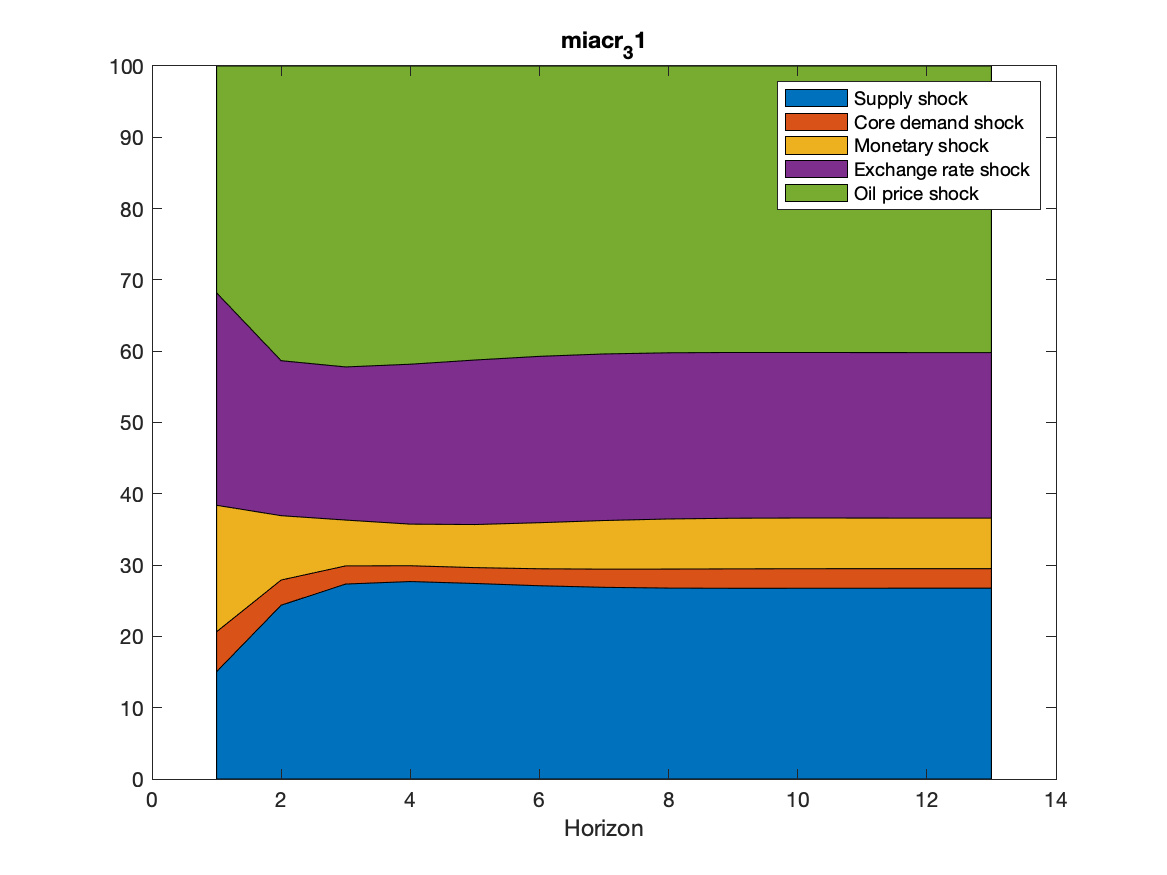 miacr₃1
100
90
80
70
60
50
40
30
20
10
0
Supply shock
Core demand shock
Monetary shock
Exchange rate shock
Oil price shock
0 2 4 6 8 10 12 14
Horizon